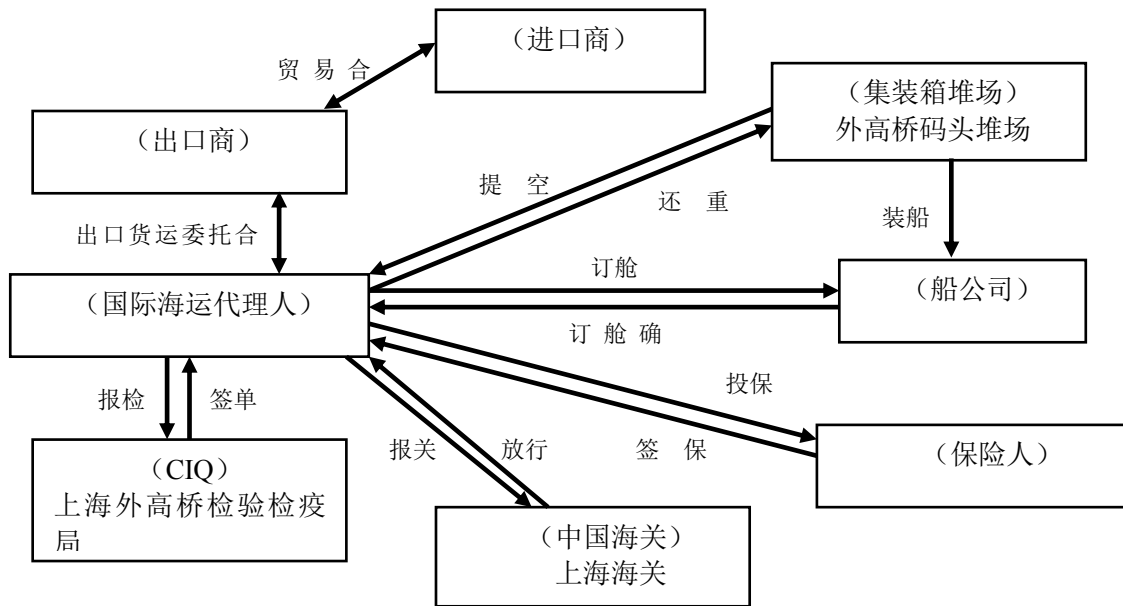 （进口商）
贸 易 合
（集装箱堆场）
外高桥码头堆场
（出口商）
提 空
还 重
装船
出口货运委托合
订舱
（船公司）
（国际海运代理人）
订 舱 确
投保
报检
签单
报关
放行
签 保
（保险人）
（CIQ）
上海外高桥检验检疫
局
（中国海关）
上海海关